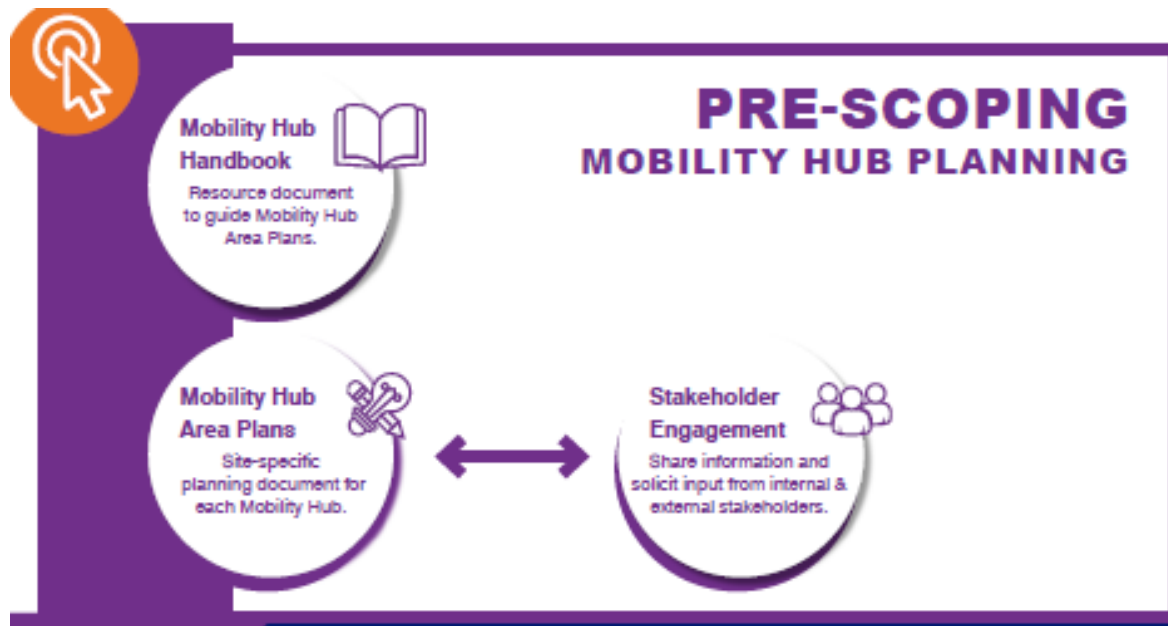 PRE-SCOPING
MOBILITY HUB PLANNING
Mobility Hub
Handbook
Resource document
to guide Mobility Hub
Area Plans.
Mobility Hub
Area Plans
Site-specific
planning document for
each Mobility Hub.
Stakeholder
Engagement
Share information and
solicit input from internal &
external stakeholders.